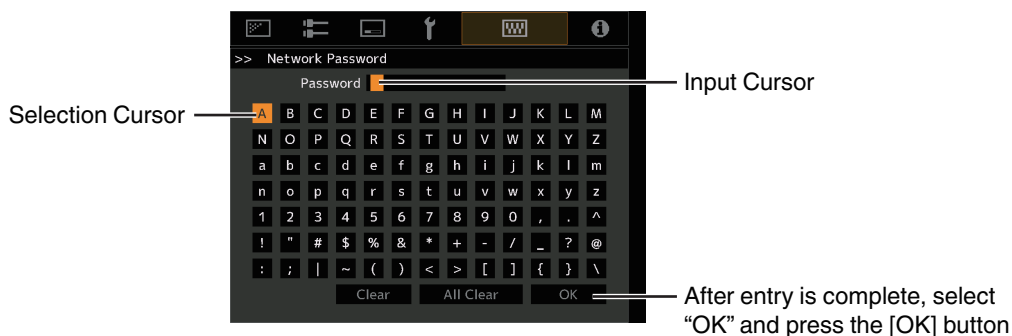 >> Network Password
Password
Input Cursor
Selection Cursor
A B C D E F G H I J K L M
N O P Q R S T U V W X Y Z
a b c d e f g h i j k l m
n o p q r s t u v w x y z
1 2 3 4 5 6 7 8 9 0 , . ^
! " # $ % & * + - / _ ? @
: ; | ~ ( ) < > [ ] { } \
Clear All Clear OK
After entry is complete, select
“OK” and press the [OK] button